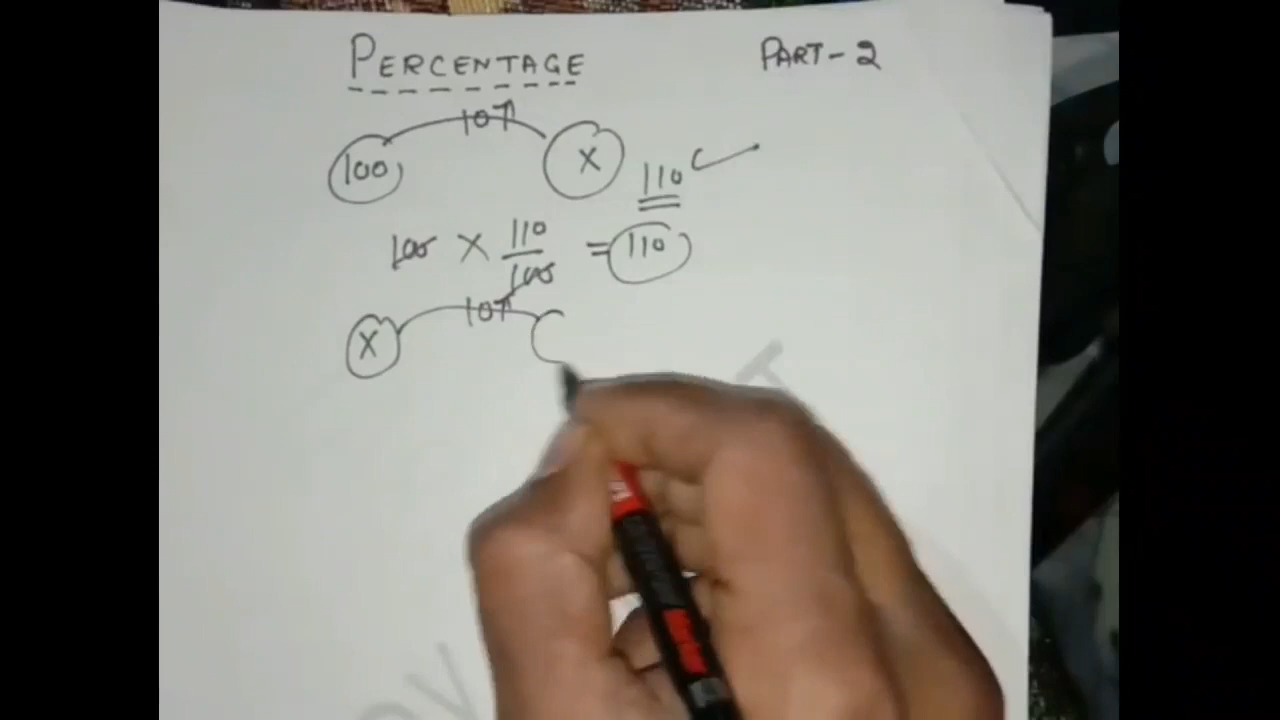 PERCENTAGE PART-2
10↑
100 X 110
100 X 110/100 = 110
X 10↑